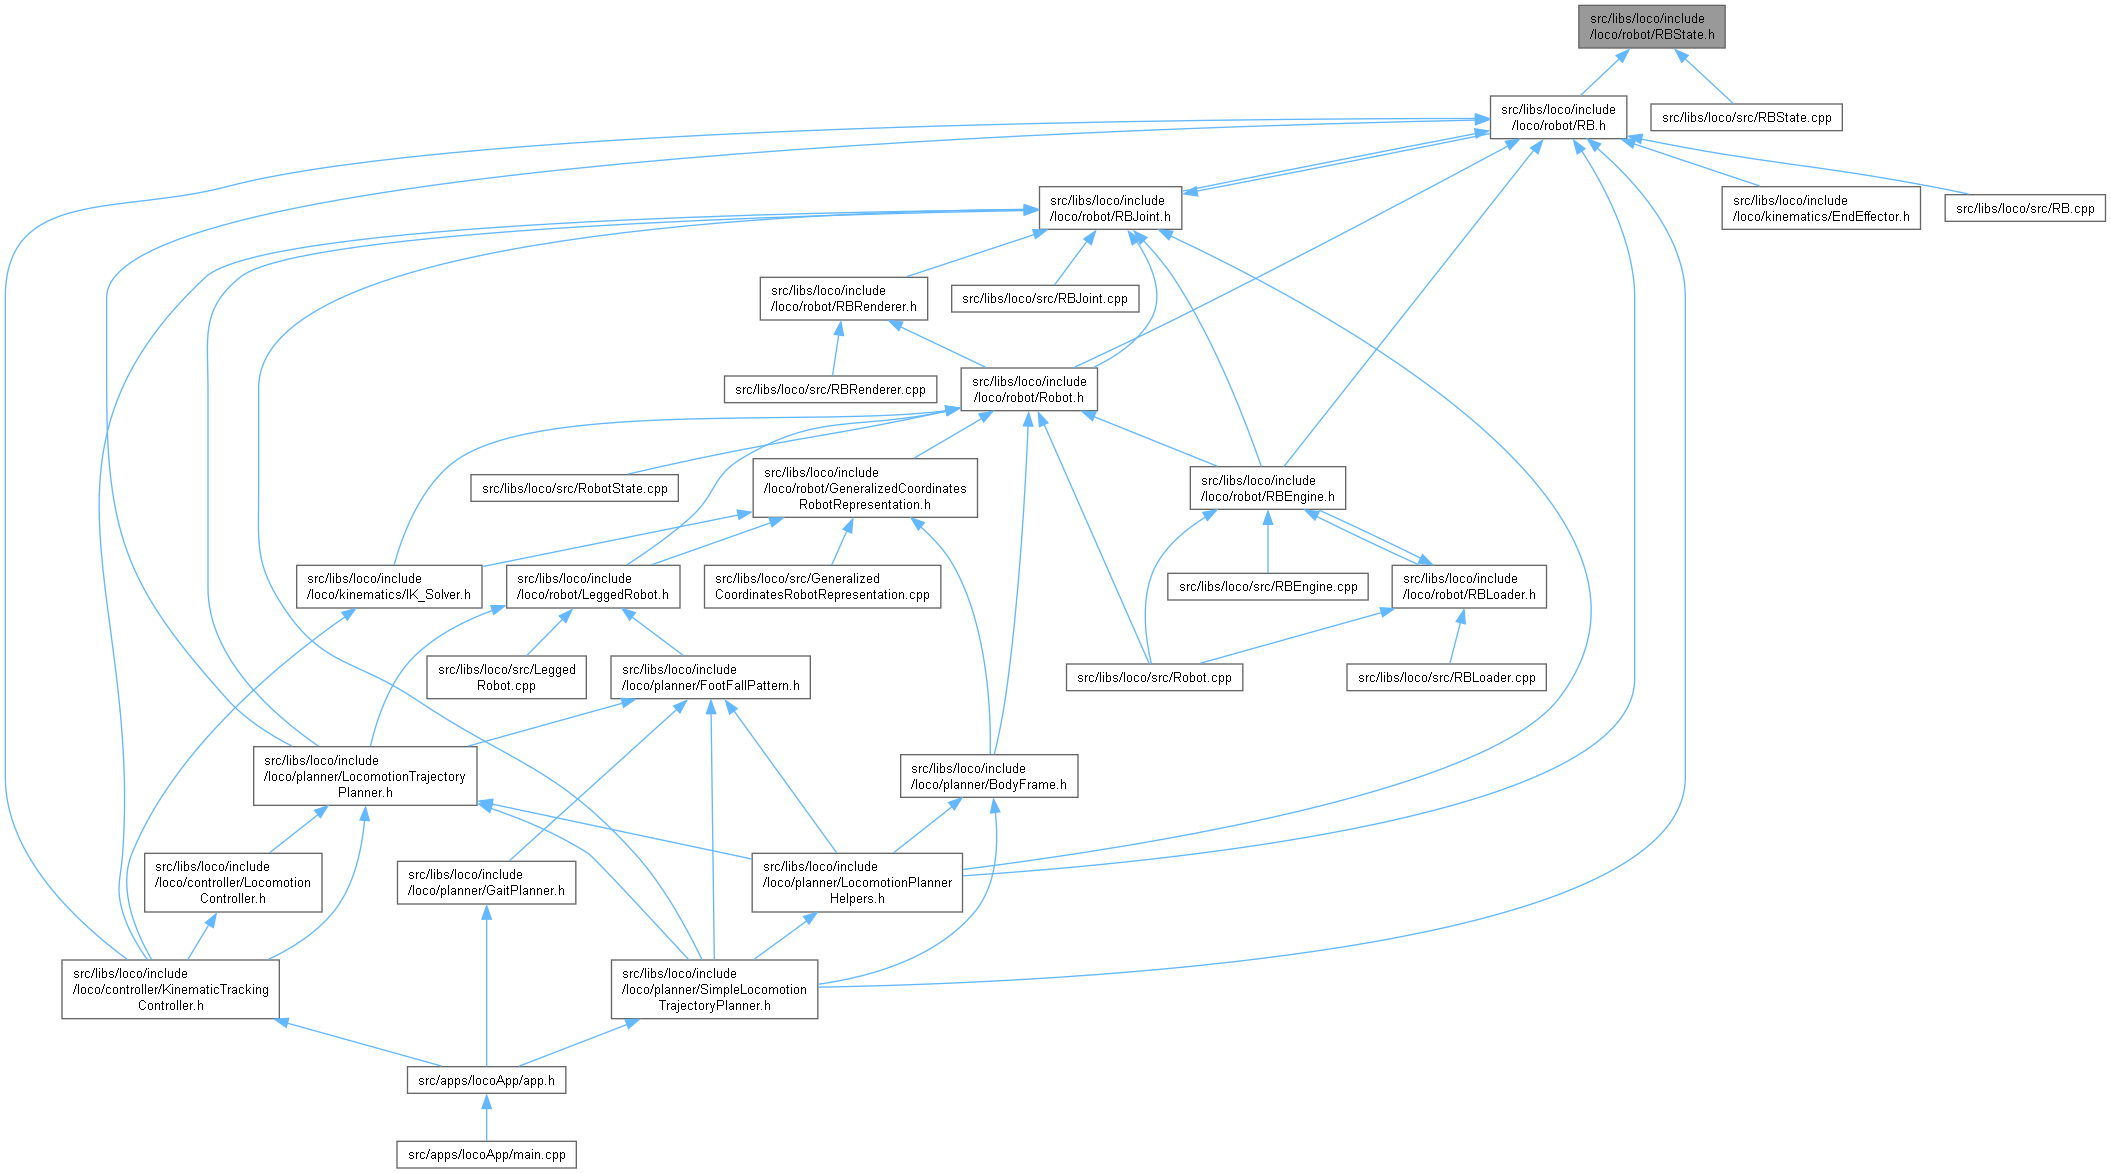 src/libs/loco/include
/loco/robot/RBState.h
src/libs/loco/include
/loco/robot/RB.h
src/libs/loco/src/RBState.cpp
src/libs/loco/include
/loco/robot/RBJoint.h
src/libs/loco/include
/loco/kinematics/EndEffector.h
src/libs/loco/src/RB.cpp
src/libs/loco/include
/loco/robot/RBRenderer.h
src/libs/loco/src/RBJoint.cpp
src/libs/loco/src/RBRenderer.cpp
src/libs/loco/include
/loco/robot/Robot.h
src/libs/loco/src/RobotState.cpp
src/libs/loco/include
/loco/robot/GeneralizedCoordinates
RobotRepresentation.h
src/libs/loco/include
/loco/robot/RBEngine.h
src/libs/loco/include
/loco/kinematics/IK_Solver.h
src/libs/loco/include
/loco/robot/LeggedRobot.h
src/libs/loco/src/Generalized
CoordinatesRobotRepresentation.cpp
src/libs/loco/src/RBEngine.cpp
src/libs/loco/include
/loco/robot/RBLoader.h
src/libs/loco/src/Legged
Robot.cpp
src/libs/loco/include
/loco/planner/FootFallPattern.h
src/libs/loco/src/Robot.cpp
src/libs/loco/src/RBLoader.cpp
src/libs/loco/include
/loco/planner/LocomotionTrajectory
Planner.h
src/libs/loco/include
/loco/planner/BodyFrame.h
src/libs/loco/include
/loco/controller/Locomotion
Controller.h
src/libs/loco/include
/loco/planner/GaitPlanner.h
src/libs/loco/include
/loco/planner/LocomotionPlanner
Helpers.h
src/libs/loco/include
/loco/controller/KinematicTracking
Controller.h
src/libs/loco/include
/loco/planner/SimpleLocomotion
TrajectoryPlanner.h
src/apps/locoApp/app.h
src/apps/locoApp/main.cpp